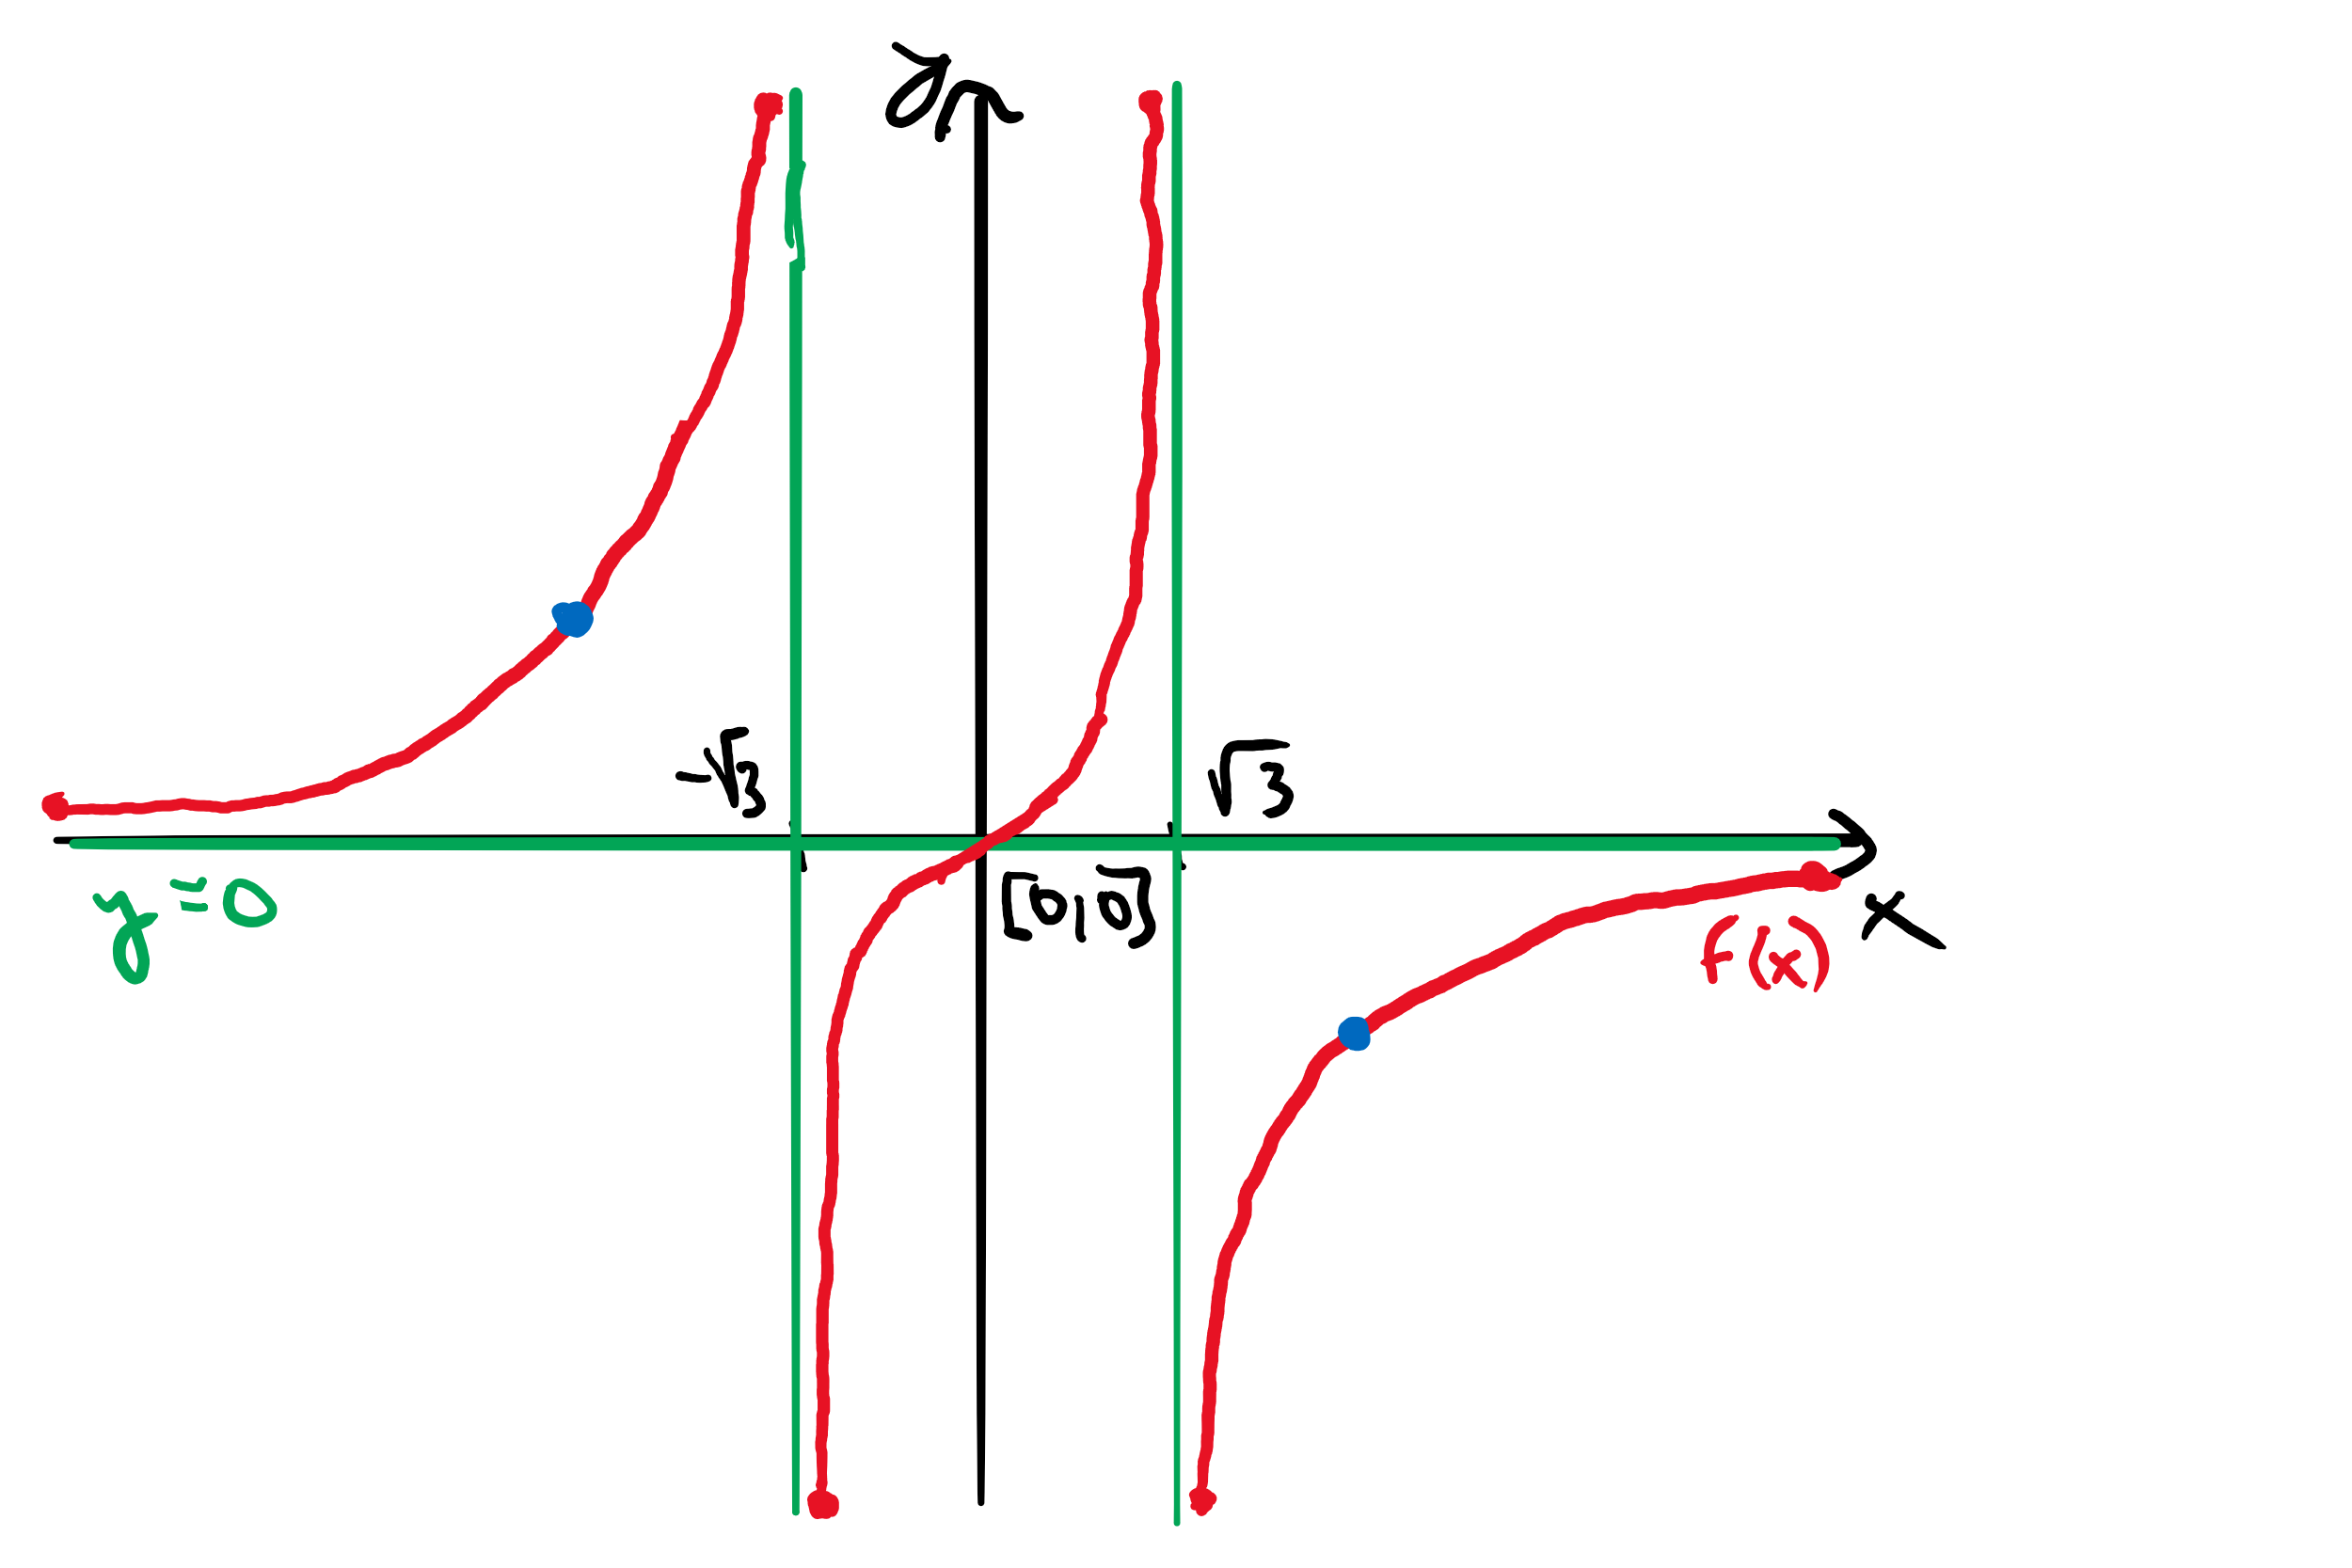 y
-√3
√3
y=0
[0,0]
x
f(x)